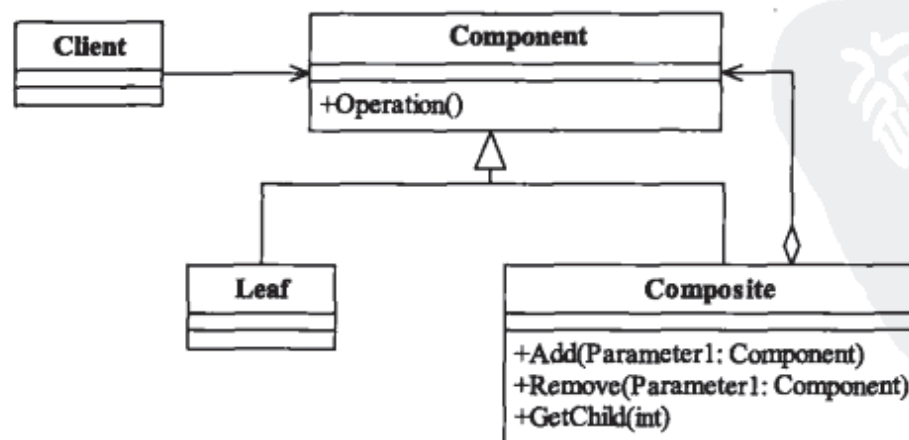 Client
Component
+Operation()
Leaf
Composite
+Add(Parameter1: Component)
+Remove(Parameter1: Component)
+GetChild(int)